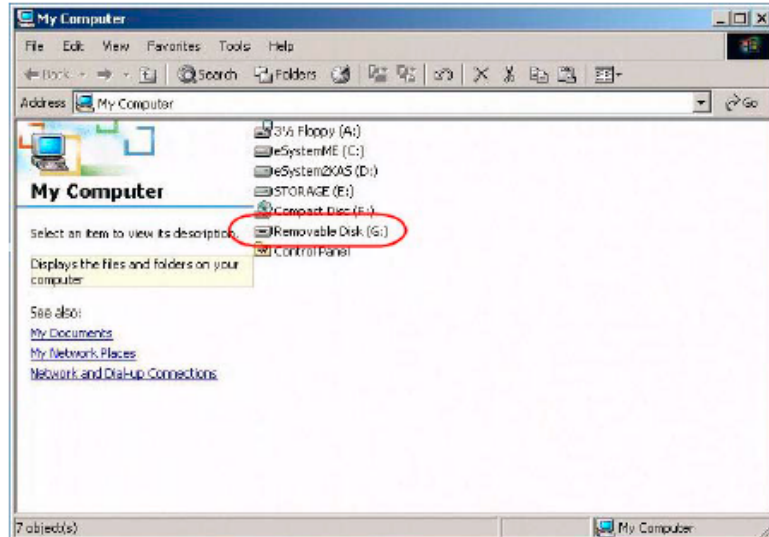 My Computer
File Edit View Favorites Tools Help
Back Search Folders
Address My Computer Go
3½ Floppy (A:)
eSystemME (C:)
eSystem2KAS (D:)
STORAGE (E:)
Compact Disc (F:)
Removable Disk (G:)
Control Panel
My Computer
Select an item to view its description.
Displays the files and folders on your
computer
See also:
My Documents
My Network Places
Network and Dial-up Connections
7 object(s) My Computer